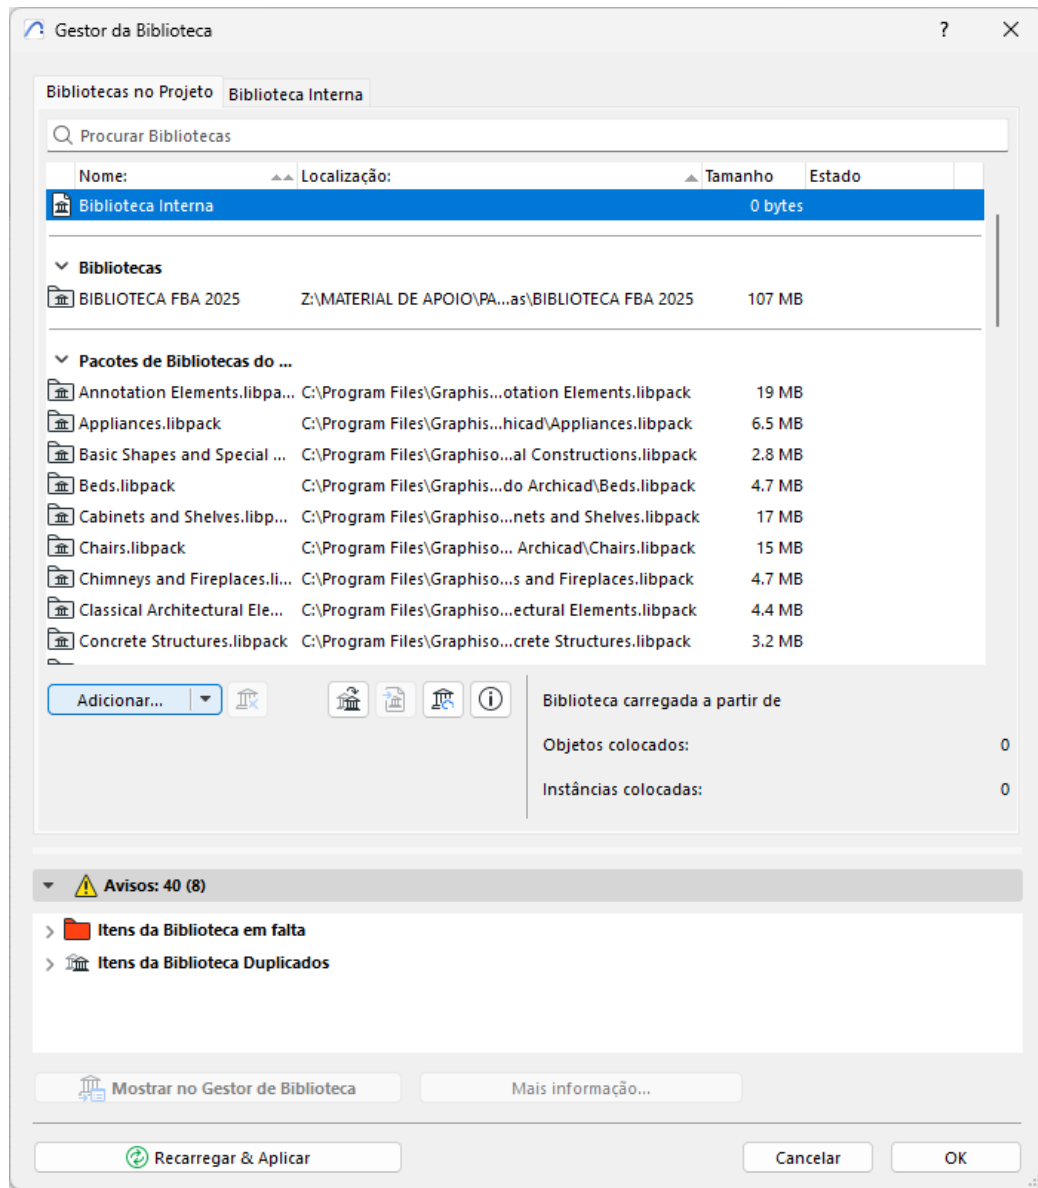 Gestor da Biblioteca ?
Bibliotecas no Projeto Biblioteca Interna
Procurar Bibliotecas
Nome: Localização: Tamanho Estado
Biblioteca Interna 0 bytes
Bibliotecas
BIBLIOTECA FBA 2025 Z:\MATERIAL DE APOIO\PA...as\BIBLIOTECA FBA 2025 107 MB
Pacotes de Bibliotecas do ...
Annotation Elements.libpa... C:\Program Files\Graphis...otation Elements.libpack 19 MB
Appliances.libpack C:\Program Files\Graphis...hicad\Appliances.libpack 6.5 MB
Basic Shapes and Special ... C:\Program Files\Graphiso...al Constructions.libpack 2.8 MB
Beds.libpack C:\Program Files\Graphis...do Archicad\Beds.libpack 4.7 MB
Cabinets and Shelves.libp... C:\Program Files\Graphiso...nets and Shelves.libpack 17 MB
Chairs.libpack C:\Program Files\Graphiso... Archicad\Chairs.libpack 15 MB
Chimneys and Fireplaces.li... C:\Program Files\Graphiso...s and Fireplaces.libpack 4.7 MB
Classical Architectural Ele... C:\Program Files\Graphiso...ectural Elements.libpack 4.4 MB
Concrete Structures.libpack C:\Program Files\Graphiso...crete Structures.libpack 3.2 MB
Adicionar...
Biblioteca carregada a partir de
Objetos colocados: 0
Instâncias colocadas: 0
Avisos: 40 (8)
Itens da Biblioteca em falta
Itens da Biblioteca Duplicados
Mostrar no Gestor de Biblioteca Mais informação...
Recarregar & Aplicar Cancelar OK